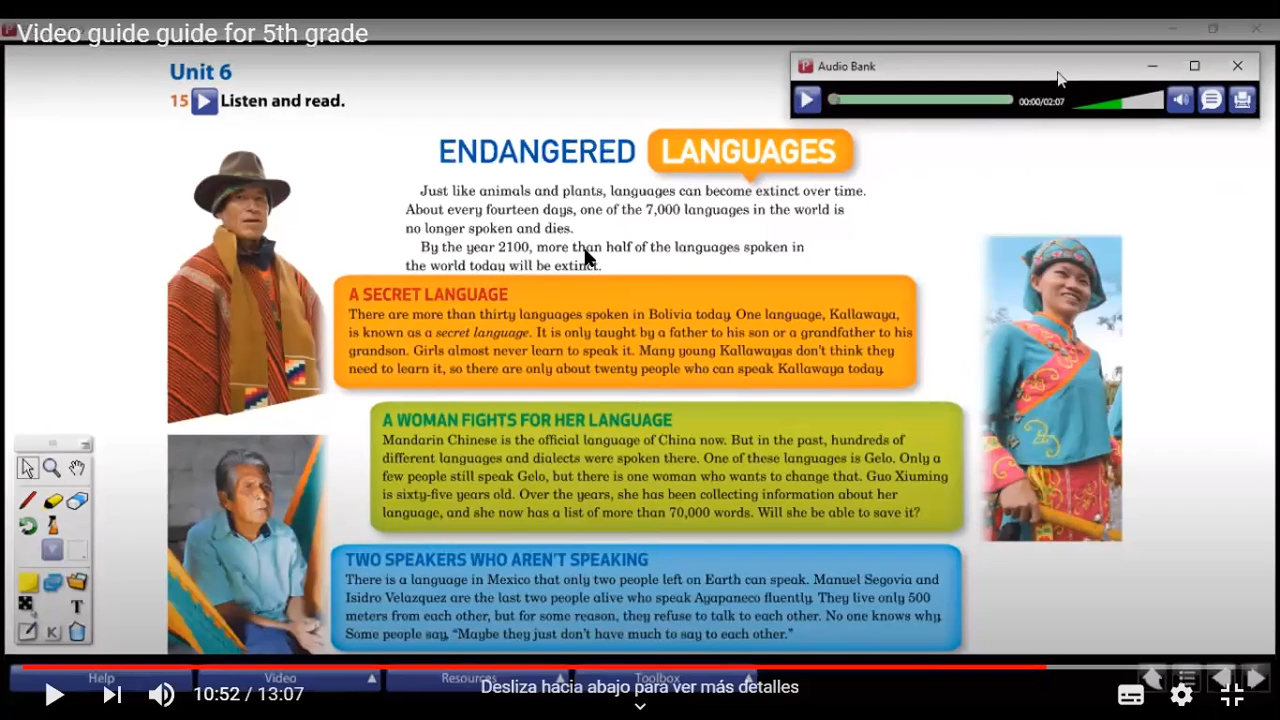 Video guide guide for 5th grade
Audio Bank
00:00/02:07
Unit 6
15 Listen and read.
ENDANGERED LANGUAGES
Just like animals and plants, languages can become extinct over time.
About every fourteen days, one of the 7,000 languages in the world is
no longer spoken and dies.
By the year 2100, more than half of the languages spoken in
the world today will be extinct.
A SECRET LANGUAGE
There are more than thirty languages spoken in Bolivia today. One language, Kallawaya,
is known as a secret language. It is only taught by a father to his son or a grandfather to his
grandson. Girls almost never learn to speak it. Many young Kallawayas don't think they
need to learn it, so there are only about twenty people who can speak Kallawaya today.
A WOMAN FIGHTS FOR HER LANGUAGE
Mandarin Chinese is the official language of China now. But in the past, hundreds of
different languages and dialects were spoken there. One of these languages is Gelo. Only a
few people still speak Gelo, but there is one woman who wants to change that. Guo Xiuming
is sixty-five years old. Over the years, she has been collecting information about her
language, and she now has a list of more than 70,000 words. Will she be able to save it?
TWO SPEAKERS WHO AREN'T SPEAKING
There is a language in Mexico that only two people left on Earth can speak. Manuel Segovia and
Isidro Velazquez are the last two people alive who speak Ayapaneco fluently. They live only 500
meters from each other, but for some reason, they refuse to talk to each other. No one knows why.
Some people say, "Maybe they just don't have much to say to each other."
T
K
Help Video Resources Toolbox
10:52 / 13:07
Desliza hacia abajo para ver más detalles